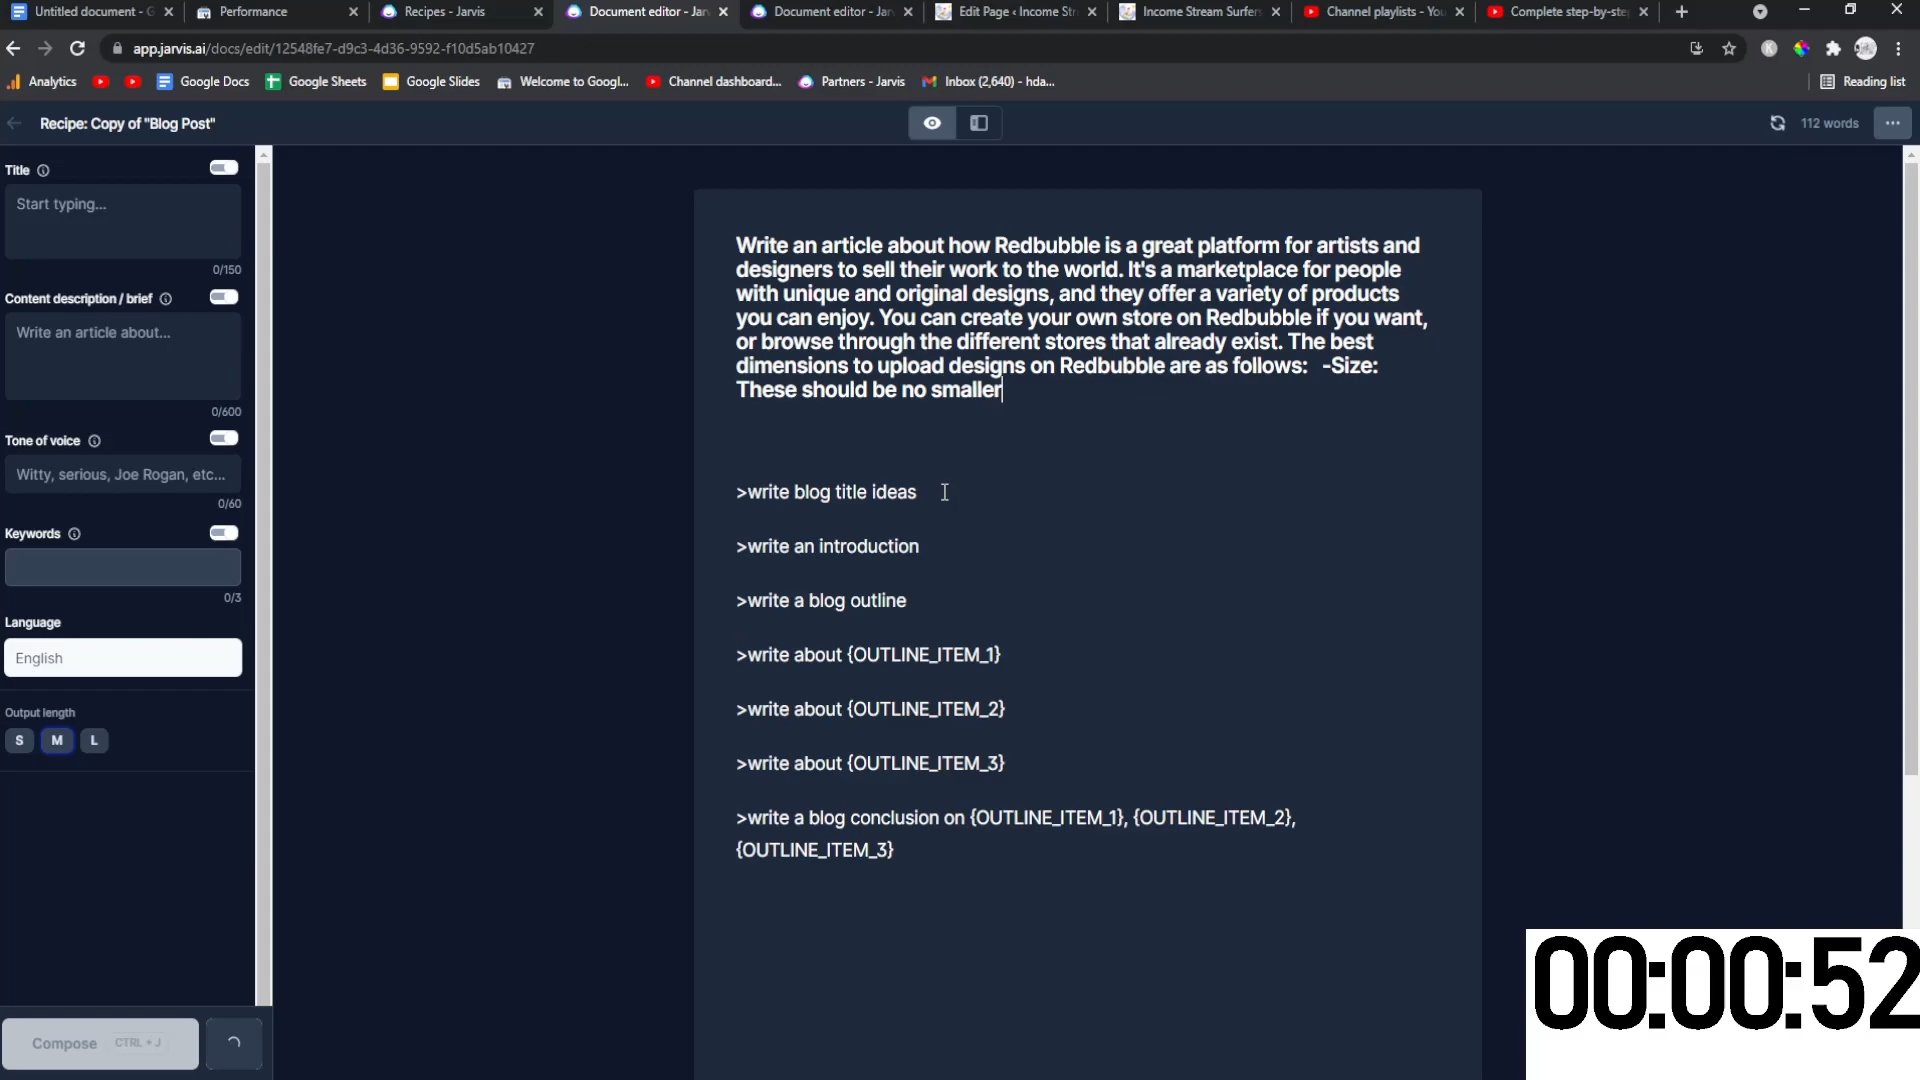 Untitled document - G
Performance
Recipes - Jarvis
Document editor - Jar
Document editor - Jar
Edit Page ‹ Income Str
Income Stream Surfers
Channel playlists - You
Complete step-by-step
app.jarvis.ai/docs/edit/12548fe7-d9c3-4d36-9592-f10d5ab10427
K
Analytics
Google Docs
Google Sheets
Google Slides
Welcome to Googl...
Channel dashboard...
Partners - Jarvis
Inbox (2,640) - hda...
Reading list
Recipe: Copy of "Blog Post"
112 words
Title
Start typing...
0/150
Content description / brief
Write an article about...
0/600
Tone of voice
Witty, serious, Joe Rogan, etc...
0/60
Keywords
0/3
Language
English
Output length
S M L
Compose CTRL + J
Write an article about how Redbubble is a great platform for artists and
designers to sell their work to the world. It's a marketplace for people
with unique and original designs, and they offer a variety of products
you can enjoy. You can create your own store on Redbubble if you want,
or browse through the different stores that already exist. The best
dimensions to upload designs on Redbubble are as follows: -Size:
These should be no smaller
>write blog title ideas
>write an introduction
>write a blog outline
>write about {OUTLINE_ITEM_1}
>write about {OUTLINE_ITEM_2}
>write about {OUTLINE_ITEM_3}
>write a blog conclusion on {OUTLINE_ITEM_1}, {OUTLINE_ITEM_2},
{OUTLINE_ITEM_3}
00:00:52